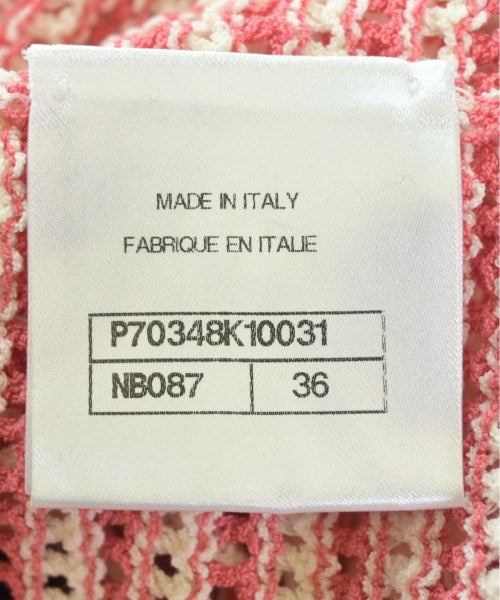 MADE IN ITALY
FABRIQUE EN ITALIE
P70348K10031
NB087 36